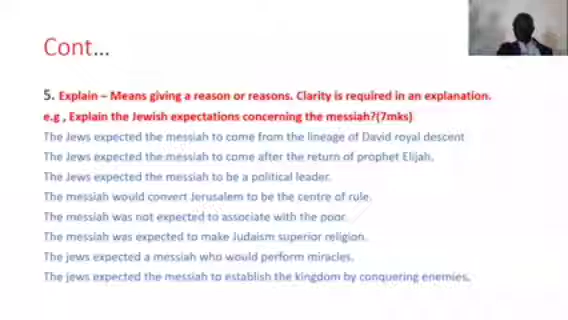 Cont...
5. Explain – Means giving a reason or reasons. Clarity is required in an explanation.
e.g , Explain the Jewish expectations concerning the messiah?(7mks)
The Jews expected the messiah to come from the lineage of David royal descent
The Jews expected the messiah to come after the return of prophet Elijah.
The Jews expected the messiah to be a political leader.
The messiah would convert Jerusalem to be the centre of rule.
The messiah was not expected to associate with the poor.
The messiah was expected to make Judaism superior religion.
The jews expected a messiah who would perform miracles.
The jews expected the messiah to establish the kingdom by conquering enemies.